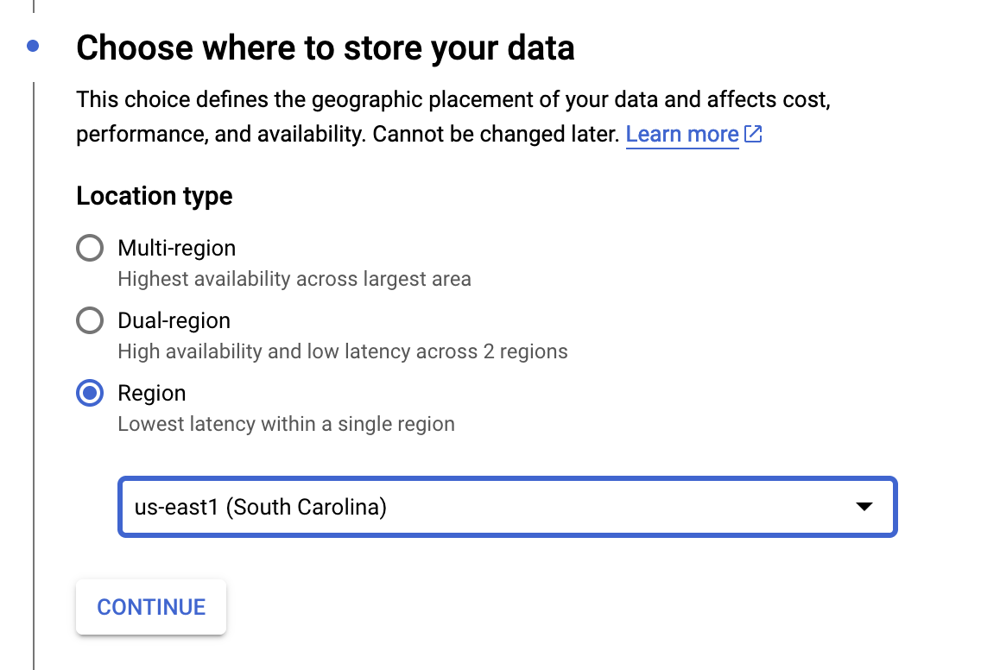 Choose where to store your data
This choice defines the geographic placement of your data and affects cost,
performance, and availability. Cannot be changed later. Learn more
Location type
Multi-region
Highest availability across largest area
Dual-region
High availability and low latency across 2 regions
Region
Lowest latency within a single region
us-east1 (South Carolina)
CONTINUE